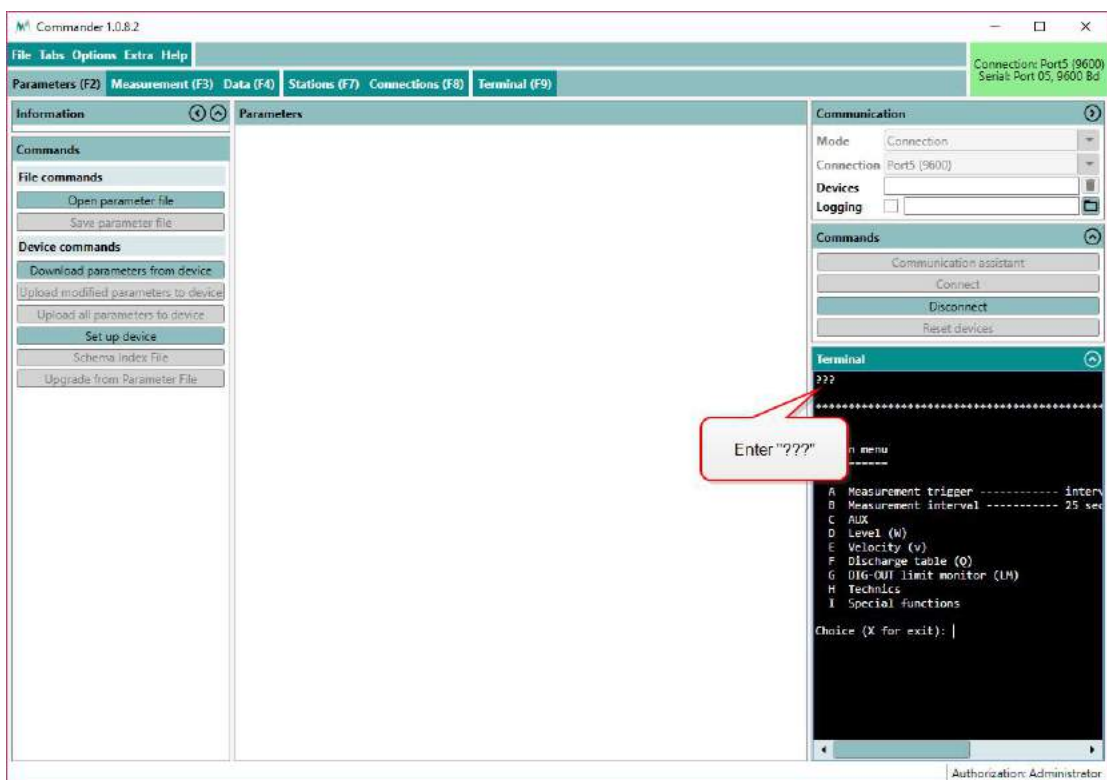 Commander 1.0.8.2
File Tabs Options Extra Help
Connection: Port5 (9600)
Serial: Port 05, 9600 Bd
Parameters (F2) Measurement (F3) Data (F4) Stations (F7) Connections (F8) Terminal (F9)
Information
Commands
File commands
Open parameter file
Save parameter file
Device commands
Download parameters from device
Upload modified parameters to device
Upload all parameters to device
Set up device
Schema Index File
Upgrade from Parameter File
Parameters
Communication
Mode Connection
Connection Port5 (9600)
Devices
Logging
Commands
Communication assistant
Connect
Disconnect
Reset devices
Terminal
???
********************************************
Enter "???"
n menu
------
A Measurement trigger ------------ interv
B Measurement interval ----------- 25 sec
C AUX
D Level (W)
E Velocity (v)
F Discharge table (Q)
G DIG-OUT limit monitor (LM)
H Technics
I Special functions
Choice (X for exit):
Authorization: Administrator